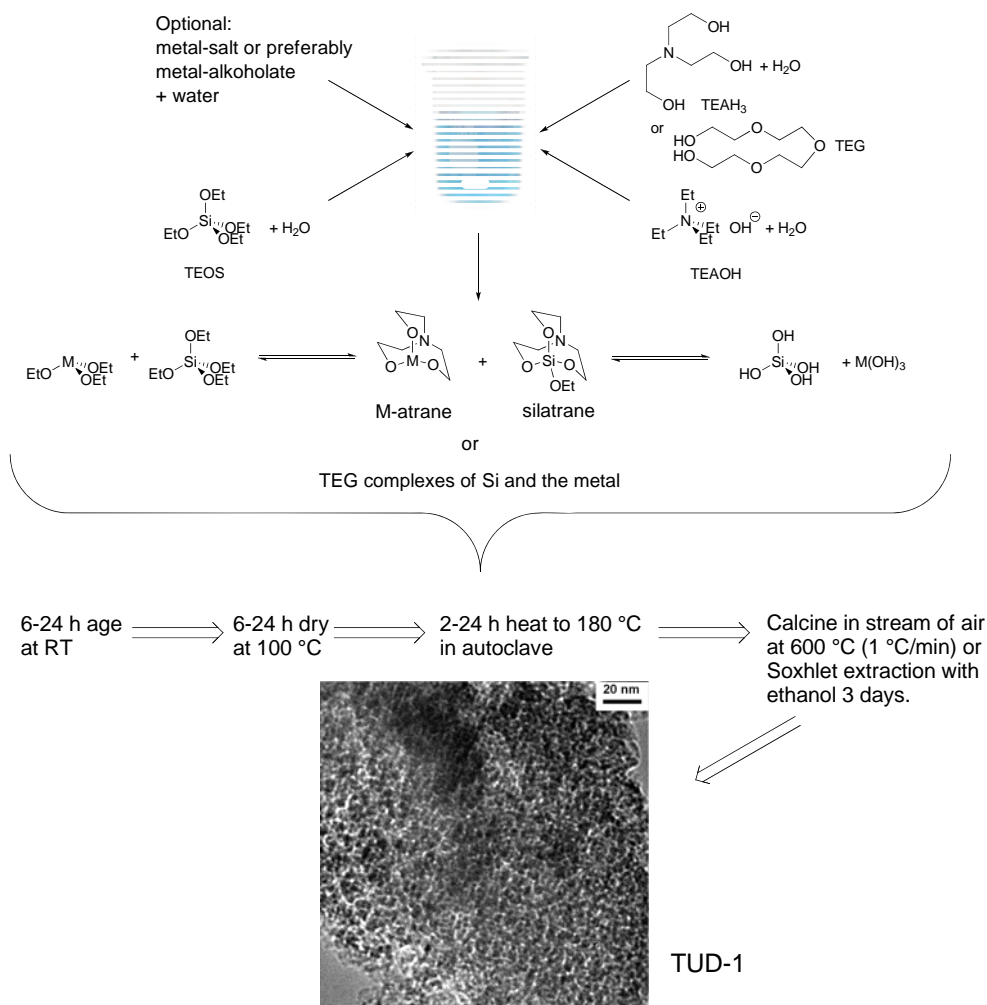 Optional:
metal-salt or preferably
metal-alkoholate
+ water
OH
N
OH + H₂O
OH
TEAH₃
or
HO
HO
O
O
O
TEG
OEt
Si
EtO
OEt
OEt
+ H₂O
TEOS
Et
N
⊕
Et
Et
Et
OH⊖ + H₂O
TEAOH
EtO
M
OEt
OEt
+
OEt
Si
EtO
OEt
OEt
N
O
O
M
O
+
N
O
O
Si
O
OEt
OH
Si
HO
OH
OH
+ M(OH)₃
M-atrane
silatrane
or
TEG complexes of Si and the metal
6-24 h age
at RT
6-24 h dry
at 100 °C
2-24 h heat to 180 °C
in autoclave
Calcine in stream of air
at 600 °C (1 °C/min) or
Soxhlet extraction with
ethanol 3 days.
20 nm
TUD-1